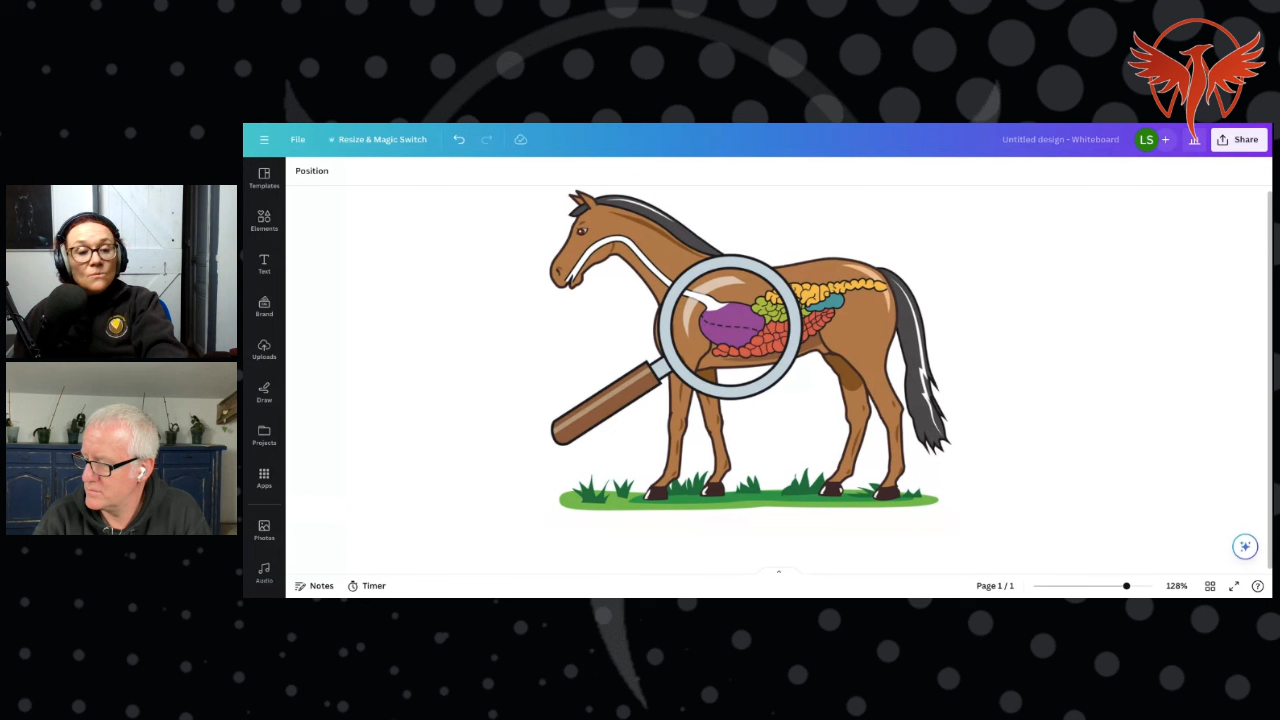 File
Resize & Magic Switch
Untitled design - Whiteboard
LS
+
Share
Position
Templates
Elements
Text
Brand
Uploads
Draw
Projects
Apps
Photos
Audio
Notes
Timer
Page 1 / 1
128%